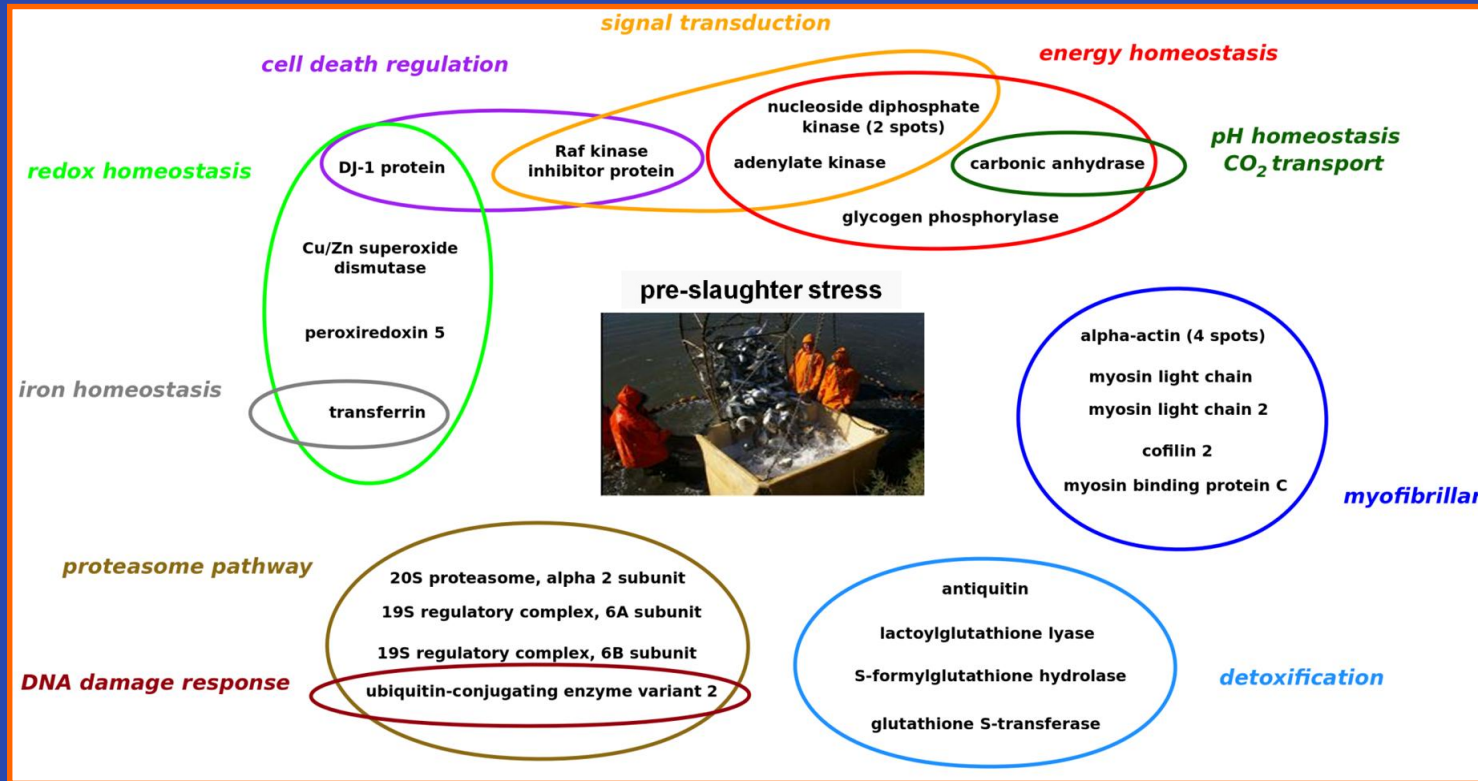 signal transduction
cell death regulation
energy homeostasis
nucleoside diphosphate
kinase (2 spots)
pH homeostasis
CO2 transport
redox homeostasis
DJ-1 protein
Raf kinase
inhibitor protein
adenylate kinase
carbonic anhydrase
glycogen phosphorylase
Cu/Zn superoxide
dismutase
pre-slaughter stress
peroxiredoxin 5
alpha-actin (4 spots)
iron homeostasis
transferrin
myosin light chain
myosin light chain 2
cofilin 2
myosin binding protein C
myofibrillar
proteasome pathway
20S proteasome, alpha 2 subunit
19S regulatory complex, 6A subunit
19S regulatory complex, 6B subunit
DNA damage response
ubiquitin-conjugating enzyme variant 2
antiquitin
lactoylglutathione lyase
S-formylglutathione hydrolase
glutathione S-transferase
detoxification